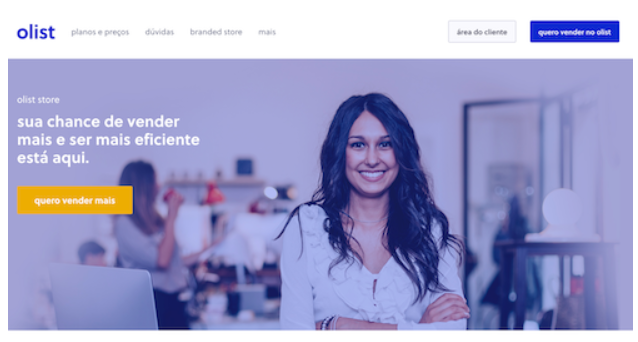 olist
planos e preços
dúvidas
branded store
mais
área do cliente
quero vender no olist
olist store
sua chance de vender
mais e ser mais eficiente
está aqui.
quero vender mais